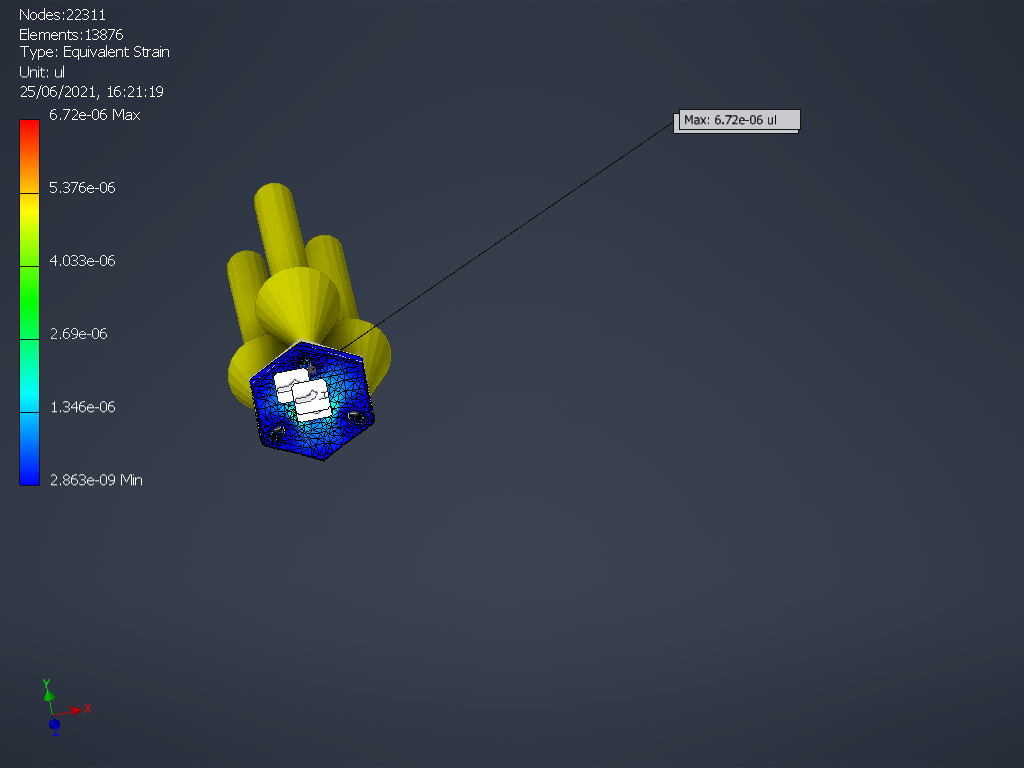 Nodes:22311
Elements:13876
Type: Equivalent Strain
Unit: ul
25/06/2021, 16:21:19
6.72e-06 Max
5.376e-06
4.033e-06
2.69e-06
1.346e-06
2.863e-09 Min
Max: 6.72e-06 ul
Y
X
Z